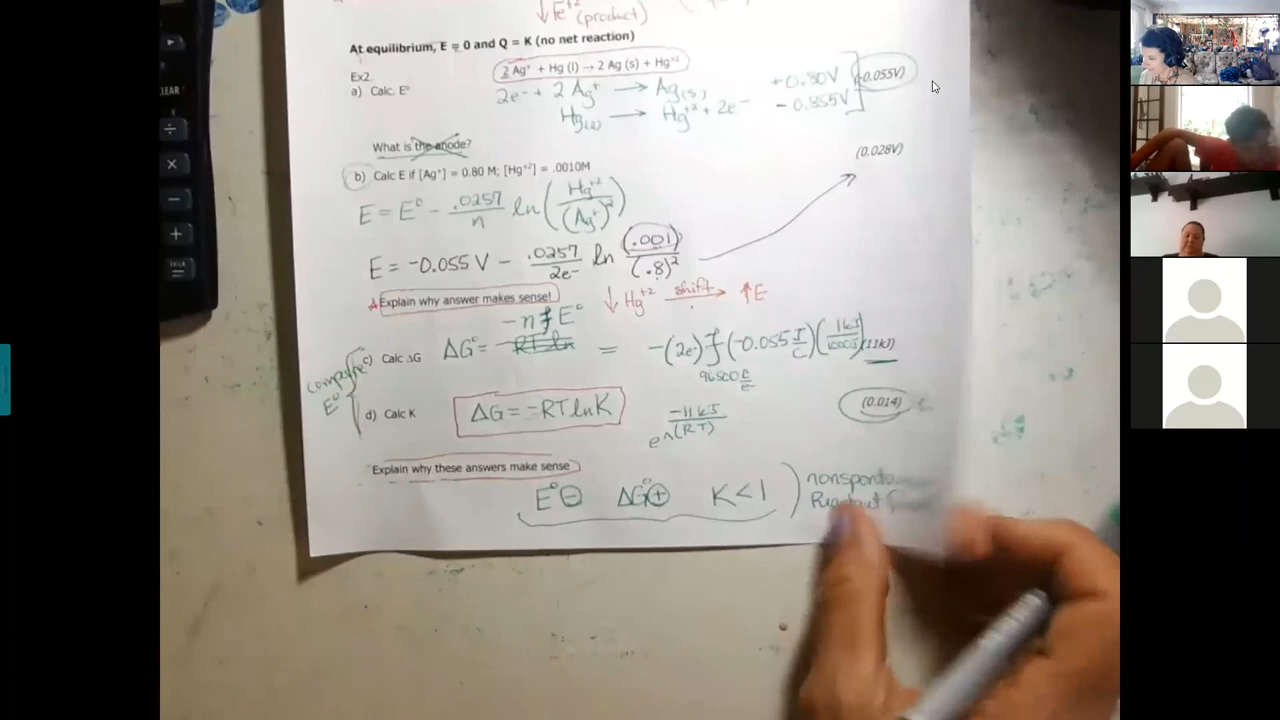 ↓ Fe⁺² (product)
At equilibrium, E = 0 and Q = K (no net reaction)
Ex2.
2 Ag⁺ + Hg (l) → 2 Ag (s) + Hg⁺²
a) Calc. E°
2e⁻ + 2 Ag⁺ → Ag(s) +0.80V
(-0.055V)
Hg(l) → Hg⁺² + 2e⁻ - 0.855V
What is the anode?
(0.028V)
b) Calc E if [Ag⁺] = 0.80 M; [Hg⁺²] = .0010M
E = E° - .0257/n ln (Hg⁺²/(Ag⁺)²)
E = -0.055 V - .0257/2e⁻ ln (.001)/(.8)²
Explain why answer makes sense!
↓ Hg⁺² shift → ↑E
c) Calc ΔG ΔG° = -nFE° -RT ln = -(2e⁻) F (-0.055 J/C) (1kJ/1000J) (11kJ)
96500 C/e⁻
compare E°
d) Calc K ΔG = -RT ln K
-11kJ
e^(RT)
(0.014)
Explain why these answers make sense
E° ⊖ ΔG° ⊕ K < 1